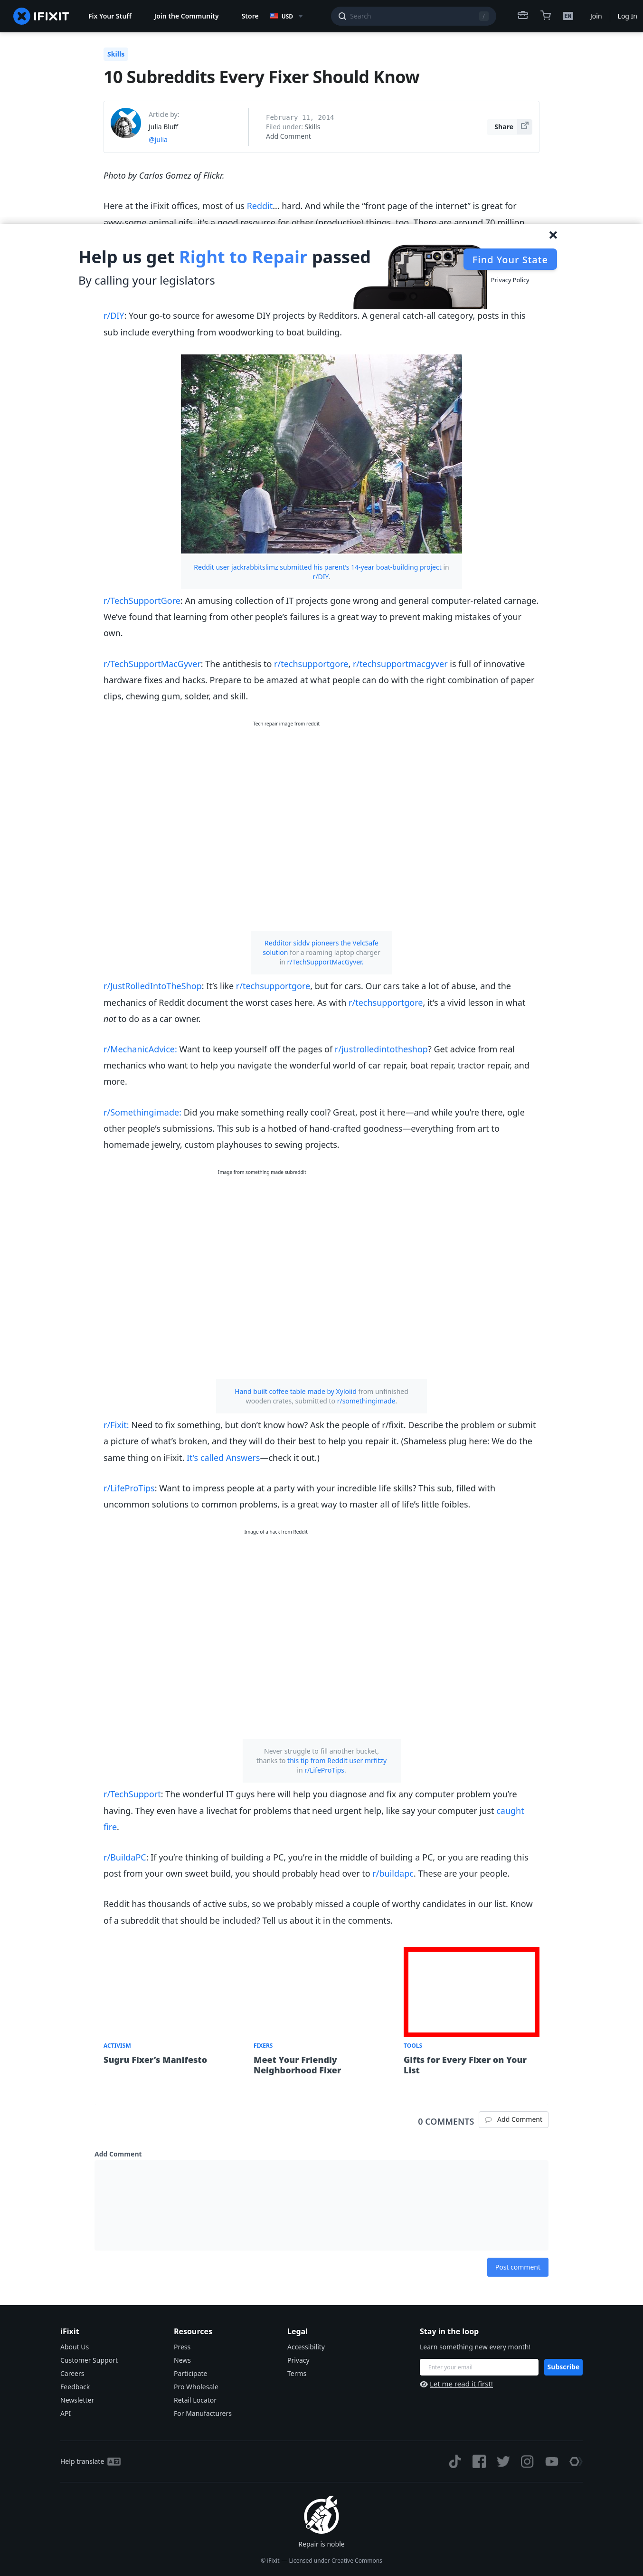 IFIXIT
Fix Your Stuff
Join the Community
Store
USD
Search
/
EN
Join
Log In
Skills
10 Subreddits Every Fixer Should Know
Article by:
Julia Bluff
@julia
February 11, 2014
Filed under: Skills
Add Comment
Share
Photo by Carlos Gomez of Flickr.
Here at the iFixit offices, most of us Reddit… hard. And while the “front page of the internet” is great for
aww-some animal gifs, it’s a good resource for other (productive) things, too. There are around 70 million
Help us get Right to Repair passed
By calling your legislators
Find Your State
Privacy Policy
r/DIY: Your go-to source for awesome DIY projects by Redditors. A general catch-all category, posts in this
sub include everything from woodworking to boat building.
Reddit user jackrabbitslimz submitted his parent’s 14-year boat-building project in
r/DIY.
r/TechSupportGore: An amusing collection of IT projects gone wrong and general computer-related carnage.
We’ve found that learning from other people’s failures is a great way to prevent making mistakes of your
own.
r/TechSupportMacGyver: The antithesis to r/techsupportgore, r/techsupportmacgyver is full of innovative
hardware fixes and hacks. Prepare to be amazed at what people can do with the right combination of paper
clips, chewing gum, solder, and skill.
Tech repair image from reddit
Redditor siddv pioneers the VelcSafe
solution for a roaming laptop charger
in r/TechSupportMacGyver.
r/JustRolledIntoTheShop: It’s like r/techsupportgore, but for cars. Our cars take a lot of abuse, and the
mechanics of Reddit document the worst cases here. As with r/techsupportgore, it’s a vivid lesson in what
not to do as a car owner.
r/MechanicAdvice: Want to keep yourself off the pages of r/justrolledintotheshop? Get advice from real
mechanics who want to help you navigate the wonderful world of car repair, boat repair, tractor repair, and
more.
r/Somethingimade: Did you make something really cool? Great, post it here—and while you’re there, ogle
other people’s submissions. This sub is a hotbed of hand-crafted goodness—everything from art to
homemade jewelry, custom playhouses to sewing projects.
Image from something made subreddit
Hand built coffee table made by Xyloiid from unfinished
wooden crates, submitted to r/somethingimade.
r/Fixit: Need to fix something, but don’t know how? Ask the people of r/fixit. Describe the problem or submit
a picture of what’s broken, and they will do their best to help you repair it. (Shameless plug here: We do the
same thing on iFixit. It’s called Answers—check it out.)
r/LifeProTips: Want to impress people at a party with your incredible life skills? This sub, filled with
uncommon solutions to common problems, is a great way to master all of life’s little foibles.
Image of a hack from Reddit
Never struggle to fill another bucket,
thanks to this tip from Reddit user mrfitzy
in r/LifeProTips.
r/TechSupport: The wonderful IT guys here will help you diagnose and fix any computer problem you’re
having. They even have a livechat for problems that need urgent help, like say your computer just caught
fire.
r/BuildaPC: If you’re thinking of building a PC, you’re in the middle of building a PC, or you are reading this
post from your own sweet build, you should probably head over to r/buildapc. These are your people.
Reddit has thousands of active subs, so we probably missed a couple of worthy candidates in our list. Know
of a subreddit that should be included? Tell us about it in the comments.
ACTIVISM
Sugru Fixer’s Manifesto
FIXERS
Meet Your Friendly
Neighborhood Fixer
TOOLS
Gifts for Every Fixer on Your
List
0 COMMENTS
Add Comment
Add Comment
Post comment
iFixit
About Us
Customer Support
Careers
Feedback
Newsletter
API
Resources
Press
News
Participate
Pro Wholesale
Retail Locator
For Manufacturers
Legal
Accessibility
Privacy
Terms
Stay in the loop
Learn something new every month!
Enter your email
Subscribe
Let me read it first!
Help translate
Repair is noble
© iFixit — Licensed under Creative Commons